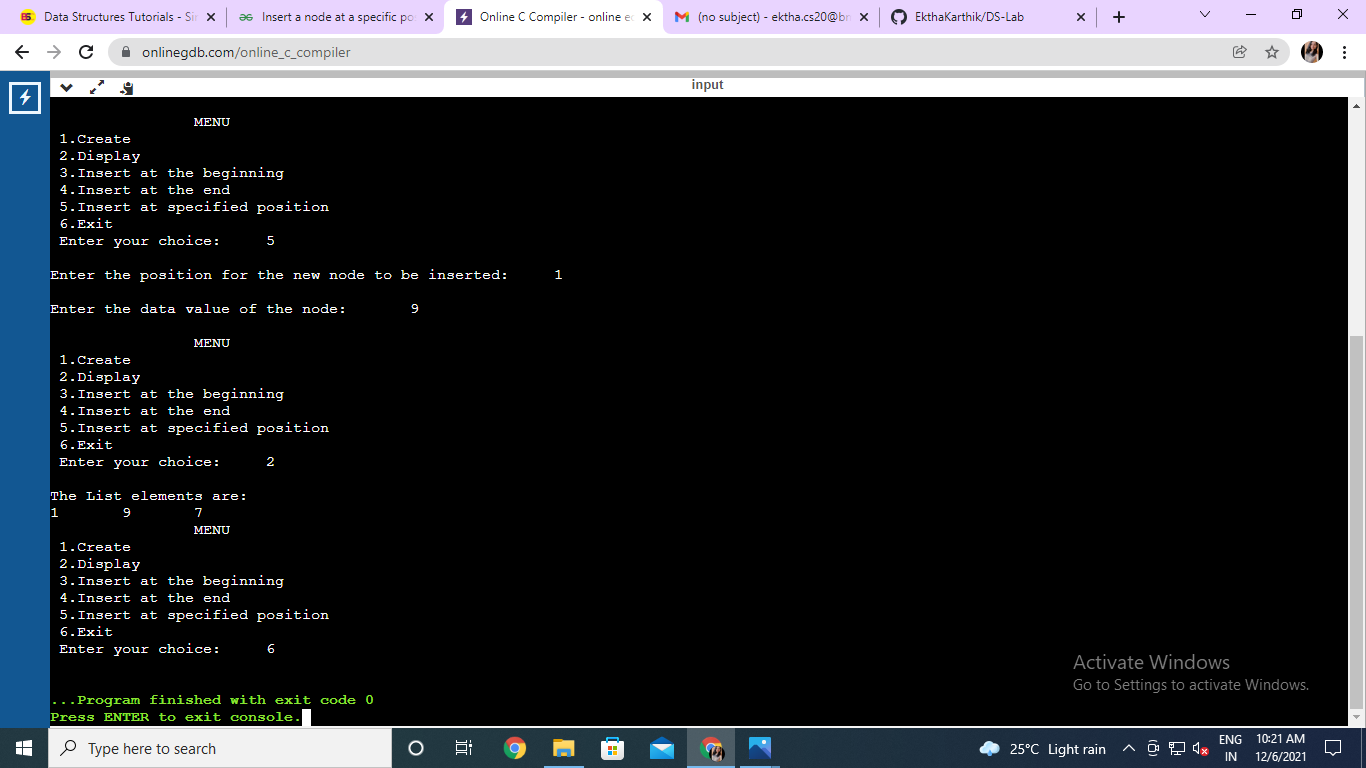 Data Structures Tutorials - Si
Insert a node at a specific po
Online C Compiler - online e
(no subject) - ektha.cs20@bn
EkthaKarthik/DS-Lab
onlinegdb.com/online_c_compiler
input
MENU
1.Create
2.Display
3.Insert at the beginning
4.Insert at the end
5.Insert at specified position
6.Exit
Enter your choice: 5
Enter the position for the new node to be inserted: 1
Enter the data value of the node: 9
MENU
1.Create
2.Display
3.Insert at the beginning
4.Insert at the end
5.Insert at specified position
6.Exit
Enter your choice: 2
The List elements are:
1 9 7
MENU
1.Create
2.Display
3.Insert at the beginning
4.Insert at the end
5.Insert at specified position
6.Exit
Enter your choice: 6
Activate Windows
Go to Settings to activate Windows.
...Program finished with exit code 0
Press ENTER to exit console.
Type here to search
25°C Light rain
ENG
IN
10:21 AM
12/6/2021